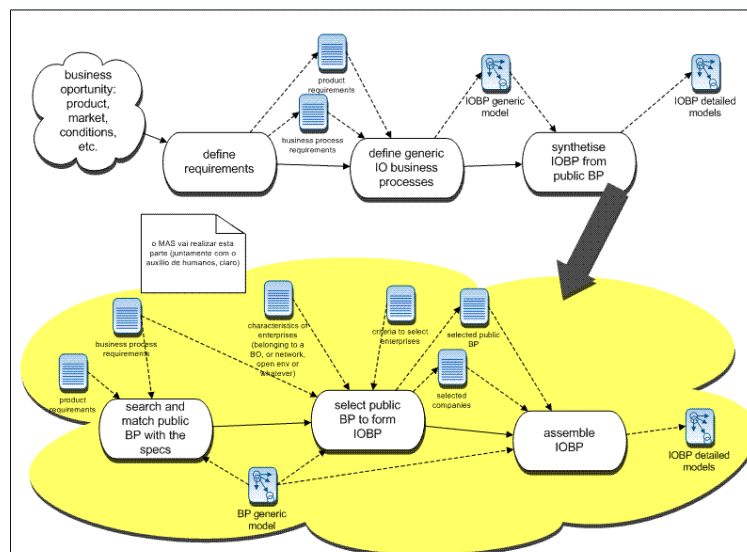 business
oportunity:
product,
market,
conditions,
etc.
product
requirements
business process
requirements
define
requirements
define generic
IO business
processes
IOBP generic
model
synthetise
IOBP from
public BP
IOBP detailed
models
o MAS vai realizar esta
parte (juntamente com o
auxílio de humanos, claro)
business process
requirements
product
requirements
characteristics of
enterprises
(belonging to a
BO, or network,
open env or
whatever)
criteria to select
enterprises
selected public
BP
selected
companies
search and
match public
BP with the
specs
select public
BP to form
IOBP
assemble
IOBP
BP generic
model
IOBP detailed
models